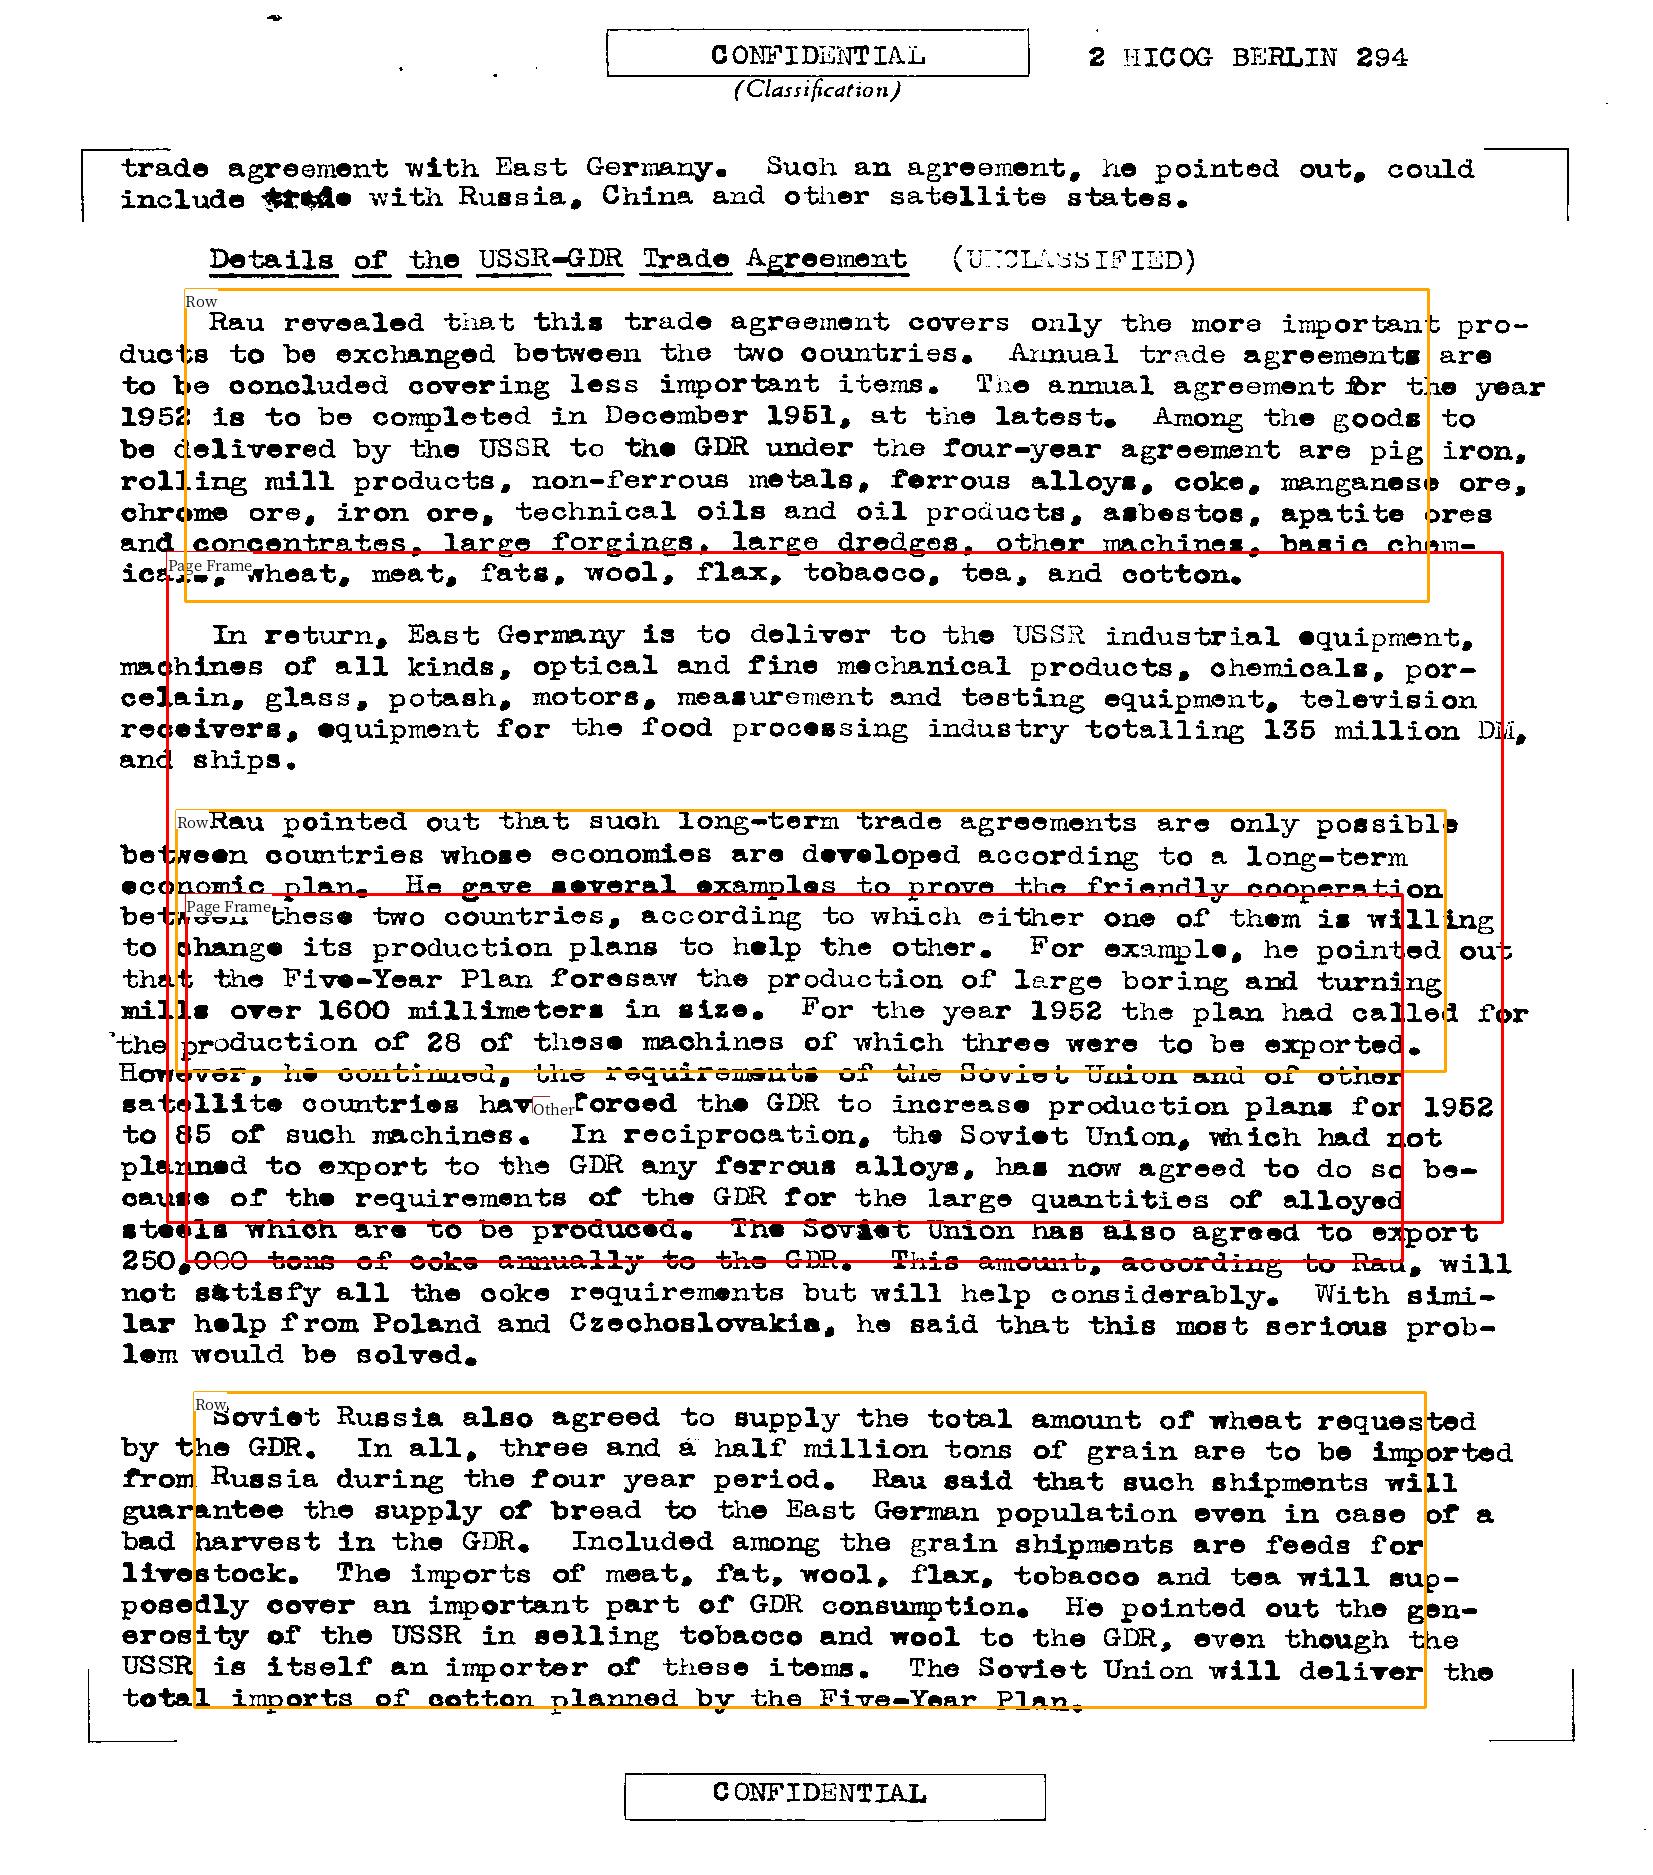 CONFIDENTIAL
2 HICOG BERLIN 294
(Classification)
trade agreement with East Germany. Such an agreement, he pointed out, could
include trade with Russia, China and other satellite states.
Details of the USSR-GDR Trade Agreement (UNCLASSIFIED)
Row
Rau revealed that this trade agreement covers only the more important pro-
ducts to be exchanged between the two countries. Annual trade agreements are
to be concluded covering less important items. The annual agreement for the year
1952 is to be completed in December 1951, at the latest. Among the goods to
be delivered by the USSR to the GDR under the four-year agreement are pig iron,
rolling mill products, non-ferrous metals, ferrous alloys, coke, manganese ore,
chrome ore, iron ore, technical oils and oil products, asbestos, apatite ores
and concentrates, large forgings, large dredges, other machines, basic chem-
Page Frame
icals, wheat, meat, fats, wool, flax, tobacco, tea, and cotton.
In return, East Germany is to deliver to the USSR industrial equipment,
machines of all kinds, optical and fine mechanical products, chemicals, por-
celain, glass, potash, motors, measurement and testing equipment, television
receivers, equipment for the food processing industry totalling 135 million DM,
and ships.
Row
Rau pointed out that such long-term trade agreements are only possible
between countries whose economies are developed according to a long-term
economic plan. He gave several examples to prove the friendly cooperation
Page Frame
between these two countries, according to which either one of them is willing
to change its production plans to help the other. For example, he pointed out
that the Five-Year Plan foresaw the production of large boring and turning
mills over 1600 millimeters in size. For the year 1952 the plan had called for
the production of 28 of these machines of which three were to be exported.
However, he continued, the requirements of the Soviet Union and of other
satellite countries have Other forced the GDR to increase production plans for 1952
to 85 of such machines. In reciprocation, the Soviet Union, which had not
planned to export to the GDR any ferrous alloys, has now agreed to do so be-
cause of the requirements of the GDR for the large quantities of alloyed
steels which are to be produced. The Soviet Union has also agreed to export
250,000 tons of coke annually to the GDR. This amount, according to Rau, will
not satisfy all the coke requirements but will help considerably. With simi-
lar help from Poland and Czechoslovakia, he said that this most serious prob-
lem would be solved.
Row
Soviet Russia also agreed to supply the total amount of wheat requested
by the GDR. In all, three and a half million tons of grain are to be imported
from Russia during the four year period. Rau said that such shipments will
guarantee the supply of bread to the East German population even in case of a
bad harvest in the GDR. Included among the grain shipments are feeds for
livestock. The imports of meat, fat, wool, flax, tobacco and tea will sup-
posedly cover an important part of GDR consumption. He pointed out the gen-
erosity of the USSR in selling tobacco and wool to the GDR, even though the
USSR is itself an importer of these items. The Soviet Union will deliver the
total imports of cotton planned by the Five-Year Plan.
CONFIDENTIAL